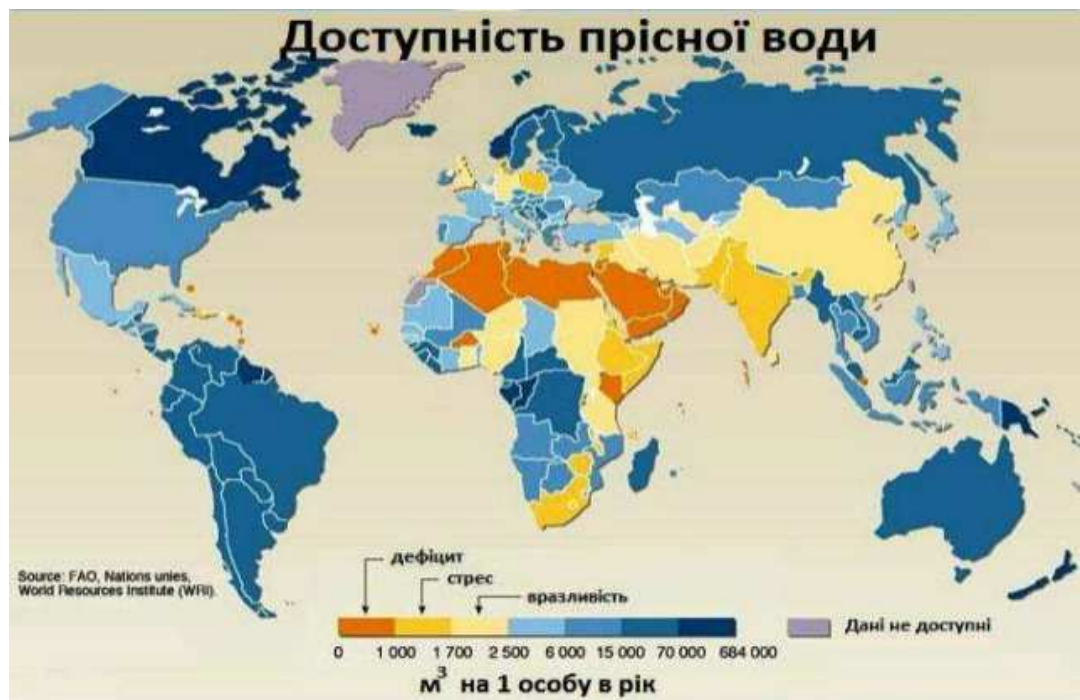 Доступність прісної води
Source: FAO, Nations unies,
World Resources Institute (WRI).
дефіцит
стрес
вразливість
0 1 000 1 700 2 500 6 000 15 000 70 000 684 000
Дані не доступні
м³ на 1 особу в рік